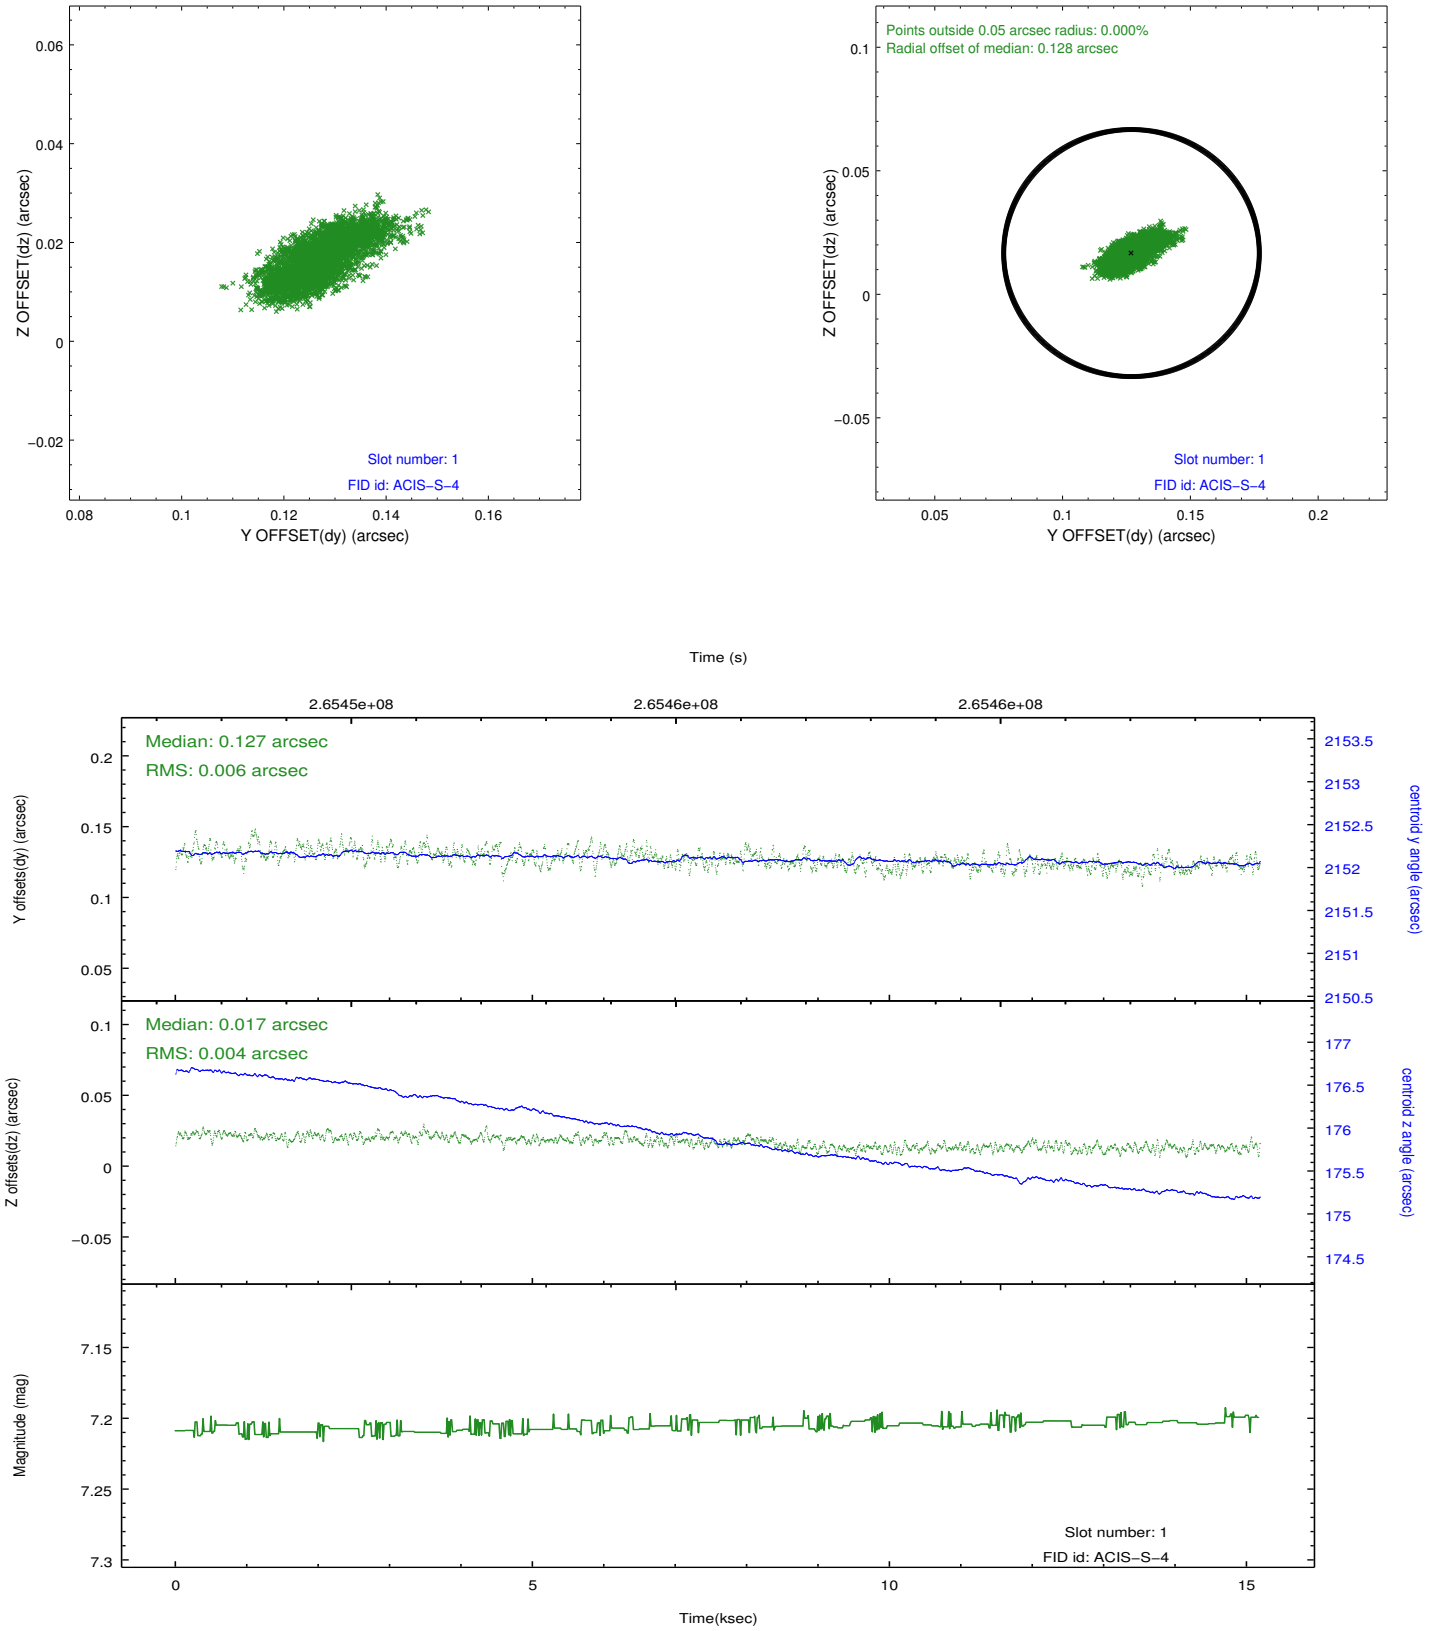 0.06
0.04
0.02
0
−0.02
Z OFFSET(dz) (arcsec)
Slot number: 1
FID id: ACIS−S−4
0.08 0.1 0.12 0.14 0.16
Y OFFSET(dy) (arcsec)
Points outside 0.05 arcsec radius: 0.000%
Radial offset of median: 0.128 arcsec
0.1
0.05
0
−0.05
Z OFFSET(dz) (arcsec)
Slot number: 1
FID id: ACIS−S−4
0.05 0.1 0.15 0.2
Y OFFSET(dy) (arcsec)
Time (s)
2.6545e+08 2.6546e+08 2.6546e+08
Median: 0.127 arcsec
RMS: 0.006 arcsec
0.2
0.15
0.1
0.05
Y offsets(dy) (arcsec)
2153.5
2153
2152.5
2152
2151.5
2151
2150.5
centroid y angle (arcsec)
Median: 0.017 arcsec
RMS: 0.004 arcsec
0.1
0.05
0
−0.05
Z offsets(dz) (arcsec)
177
176.5
176
175.5
175
174.5
centroid z angle (arcsec)
7.15
7.2
7.25
7.3
Magnitude (mag)
Slot number: 1
FID id: ACIS−S−4
0 5 10 15
Time(ksec)